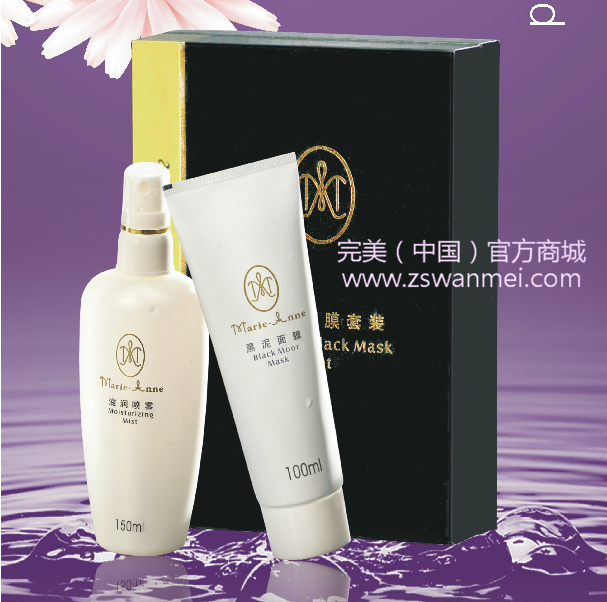 d
完美（中国）官方商城
www.zswanmei.com
膜套装
lack Mask
t
Marie·Anne
黑泥面膜
Black Moor
Mask
100ml
Marie·Anne
滋润喷雾
Moisturizing
Mist
150ml